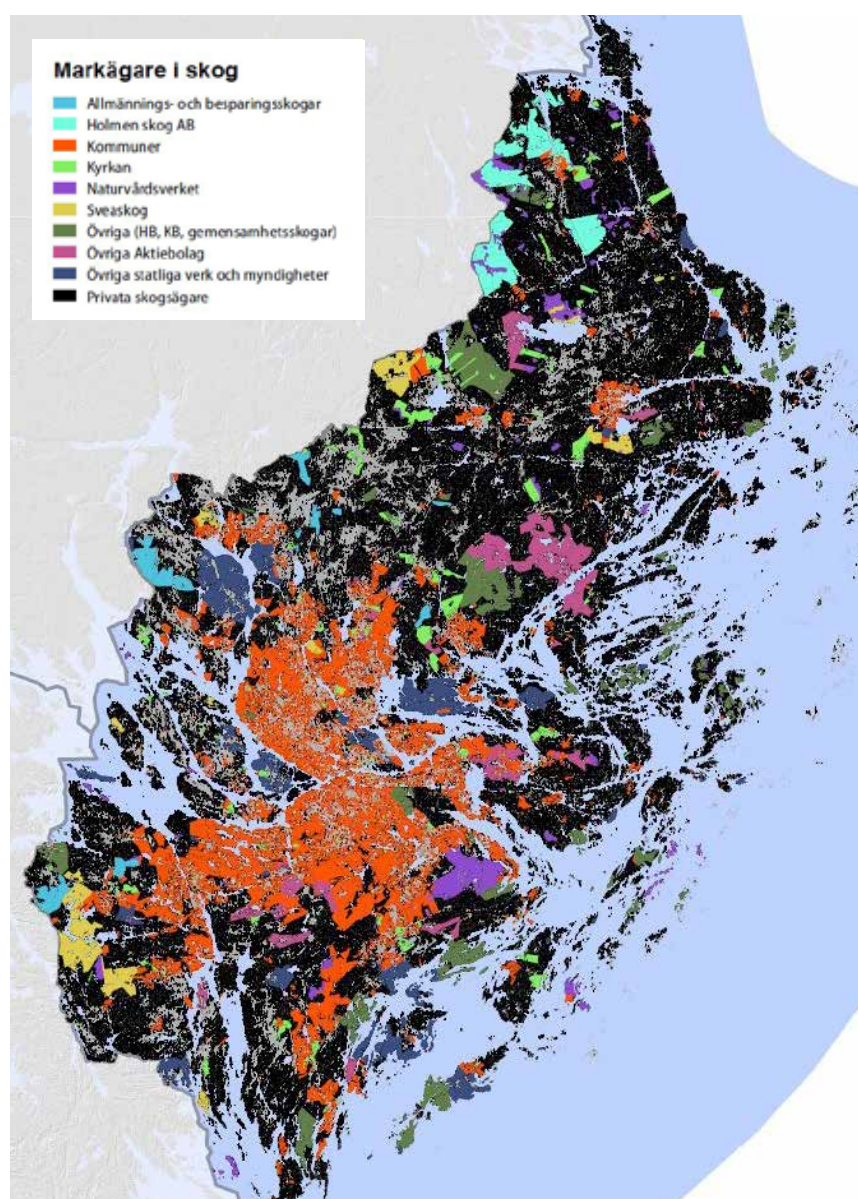 Markägare i skog
Allmännings- och besparingsskogar
Holmen skog AB
Kommuner
Kyrkan
Naturvårdsverket
Sveaskog
Övriga (HB, KB, gemensamhetsskogar)
Övriga Aktiebolag
Övriga statliga verk och myndigheter
Privata skogsägare